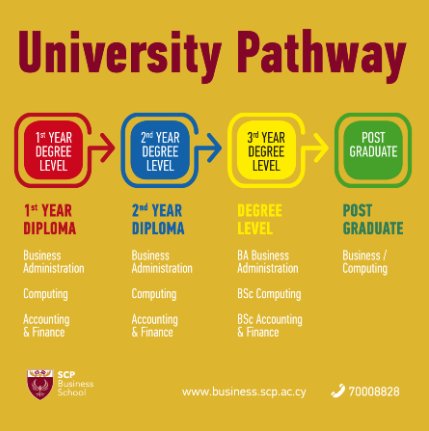 University Pathway
1st YEAR
DEGREE
LEVEL
2nd YEAR
DEGREE
LEVEL
3rd YEAR
DEGREE
LEVEL
POST
GRADUATE
1st YEAR
DIPLOMA
Business
Administration
Computing
Accounting
& Finance
2nd YEAR
DIPLOMA
Business
Administration
Computing
Accounting
& Finance
DEGREE
LEVEL
BA Business
Administration
BSc Computing
BSc Accounting
& Finance
POST
GRADUATE
Business /
Computing
SCP
Business
School
www.business.scp.ac.cy
70008828